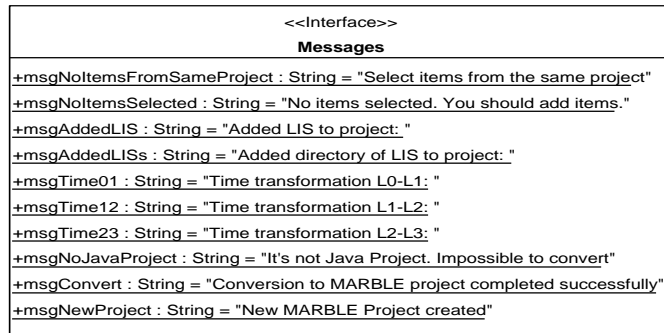 <<Interface>>
Messages
+msgNoItemsFromSameProject : String = "Select items from the same project"
+msgNoItemsSelected : String = "No items selected. You should add items."
+msgAddedLIS : String = "Added LIS to project: "
+msgAddedLISs : String = "Added directory of LIS to project: "
+msgTime01 : String = "Time transformation L0-L1: "
+msgTime12 : String = "Time transformation L1-L2: "
+msgTime23 : String = "Time transformation L2-L3: "
+msgNoJavaProject : String = "It's not Java Project. Impossible to convert"
+msgConvert : String = "Conversion to MARBLE project completed successfully"
+msgNewProject : String = "New MARBLE Project created"